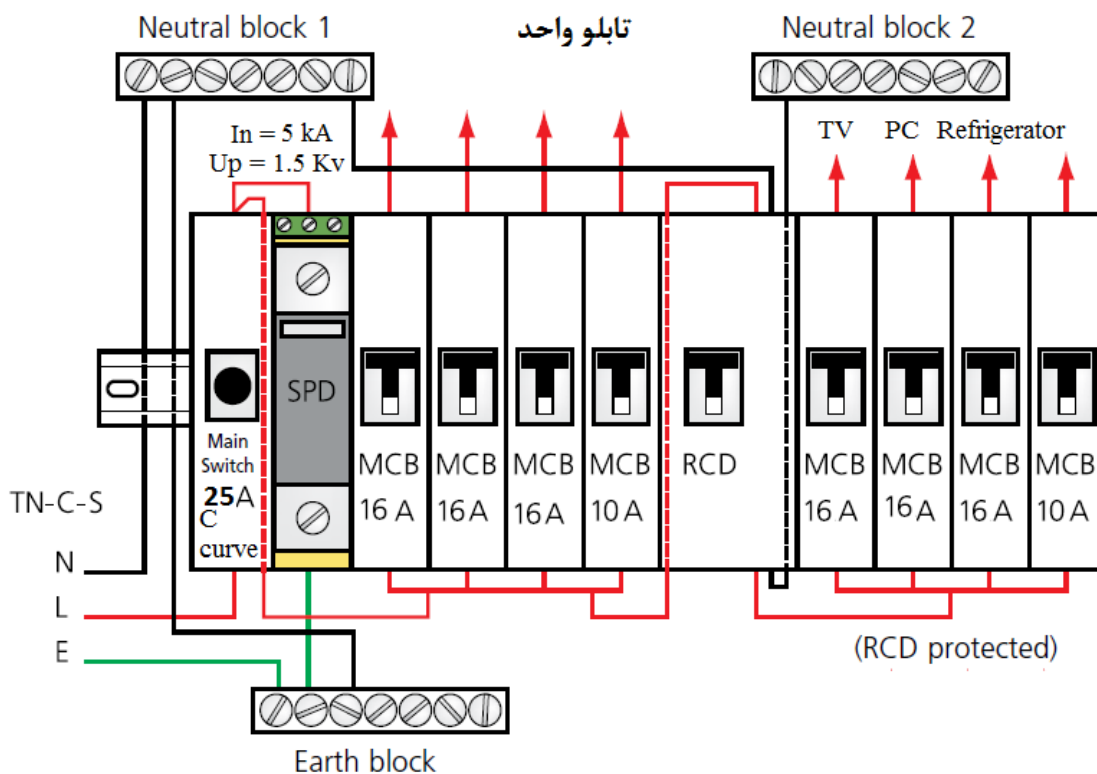 Neutral block 1
تابلو واحد
Neutral block 2
In = 5 kA
Up = 1.5 Kv
TV PC Refrigerator
SPD
Main
Switch
25A
C
curve
MCB
16 A
MCB
16 A
MCB
16 A
MCB
10 A
RCD
MCB
16 A
MCB
16 A
MCB
16 A
MCB
10 A
TN-C-S
N
L
E
(RCD protected)
Earth block